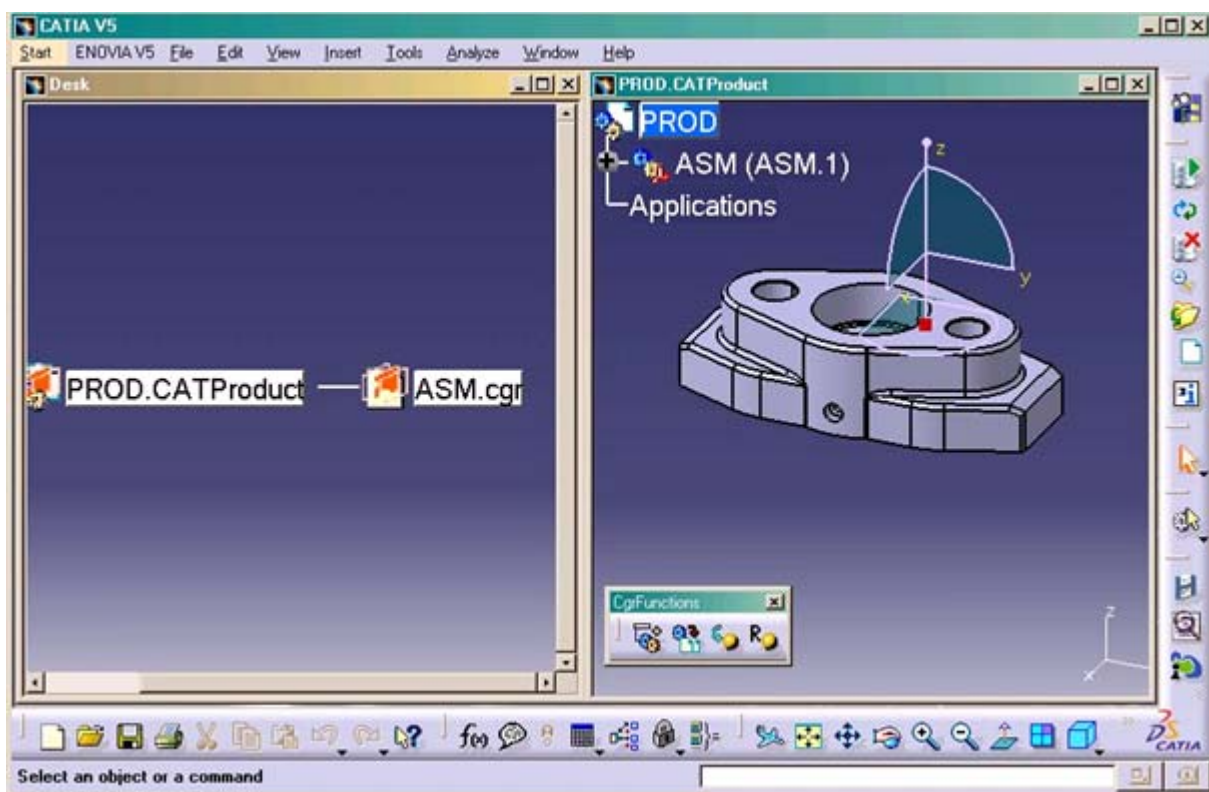 CATIA V5
Start ENOVIA V5 File Edit View Insert Tools Analyze Window Help
Desk
PROD.CATProduct
PROD
ASM (ASM.1)
Applications
z
y
x
PROD.CATProduct
ASM.cgr
CgrFunctions
R
z
x
f(x)
CATIA
Select an object or a command